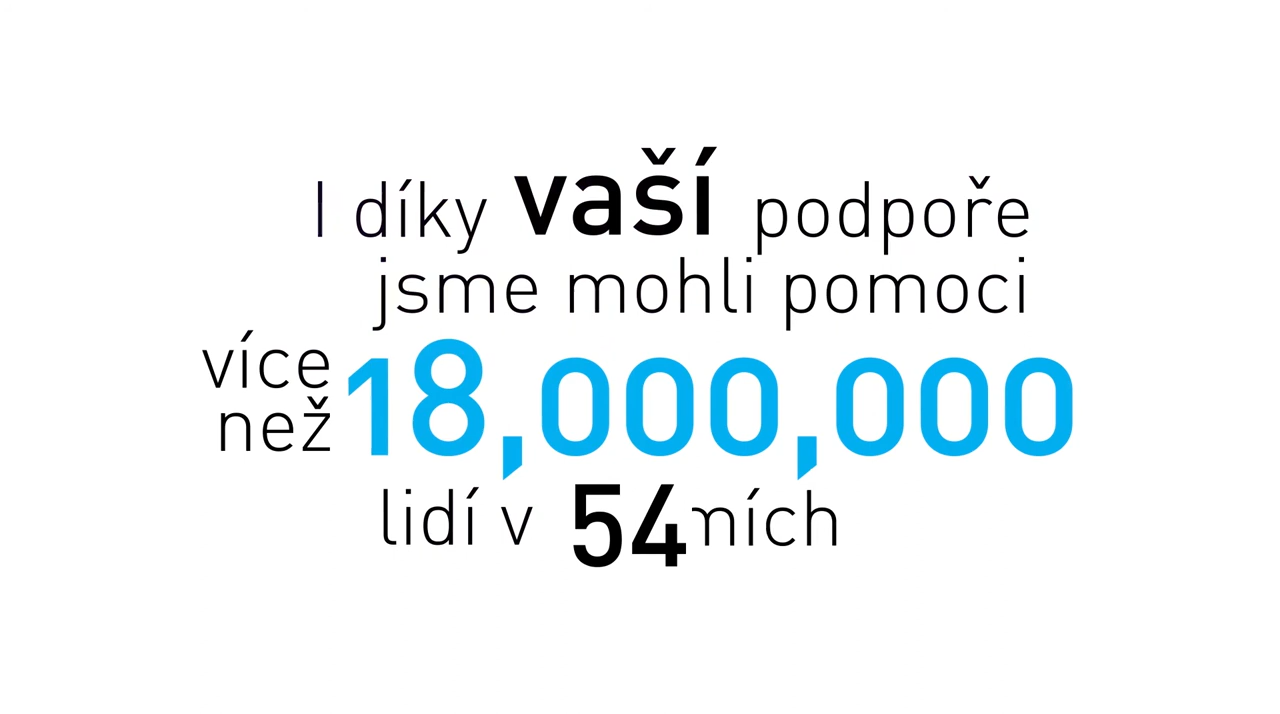 I díky vaší podpoře
jsme mohli pomoci
více
než 18,000,000
lidí v 54